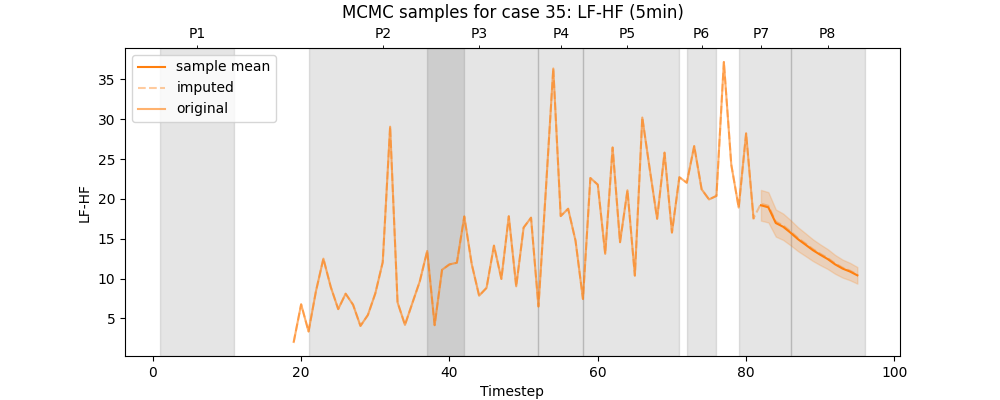 MCMC samples for case 35: LF-HF (5min)
P1 P2 P3 P4 P5 P6 P7 P8
sample mean
imputed
original
LF-HF
35
30
25
20
15
10
5
0 20 40 60 80 100
Timestep